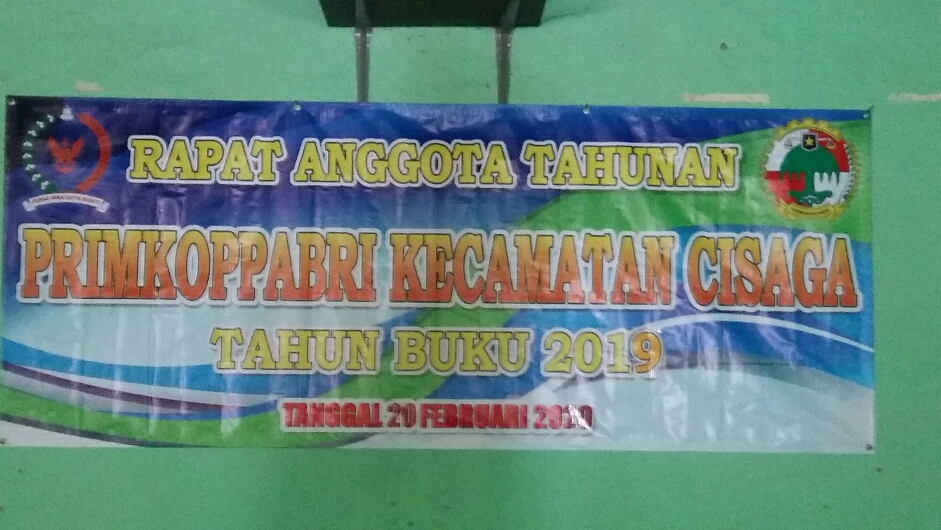 RAPAT ANGGOTA TAHUNAN
PRIMKOPPABRI KECAMATAN CISAGA
TAHUN BUKU 2019
TANGGAL 20 FEBRUARI 2020